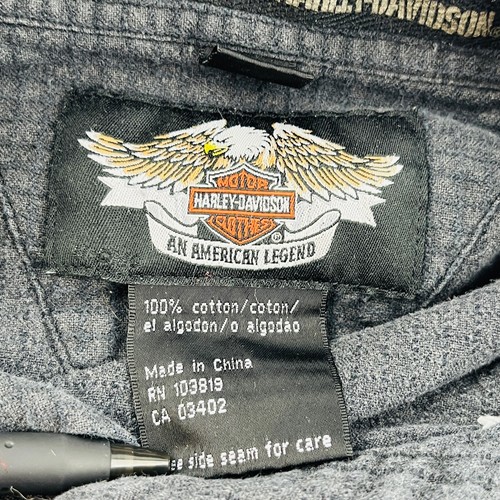 HARLEY-DAVIDSON
MOTOR
HARLEY-DAVIDSON
CLOTHES
®
AN AMERICAN LEGEND
100% cotton/coton/
el algodon/o algodão
Made in China
RN 103819
CA 03402
side seam for care